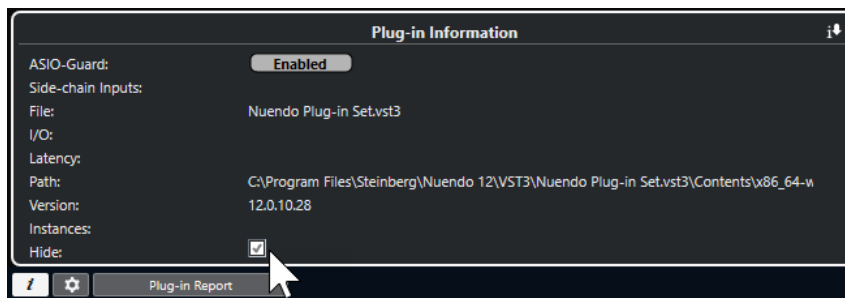 Plug-in Information
ASIO-Guard: Enabled
Side-chain Inputs:
File: Nuendo Plug-in Set.vst3
I/O:
Latency:
Path: C:\Program Files\Steinberg\Nuendo 12\VST3\Nuendo Plug-in Set.vst3\Contents\x86_64-w
Version: 12.0.10.28
Instances:
Hide:
i Plug-in Report